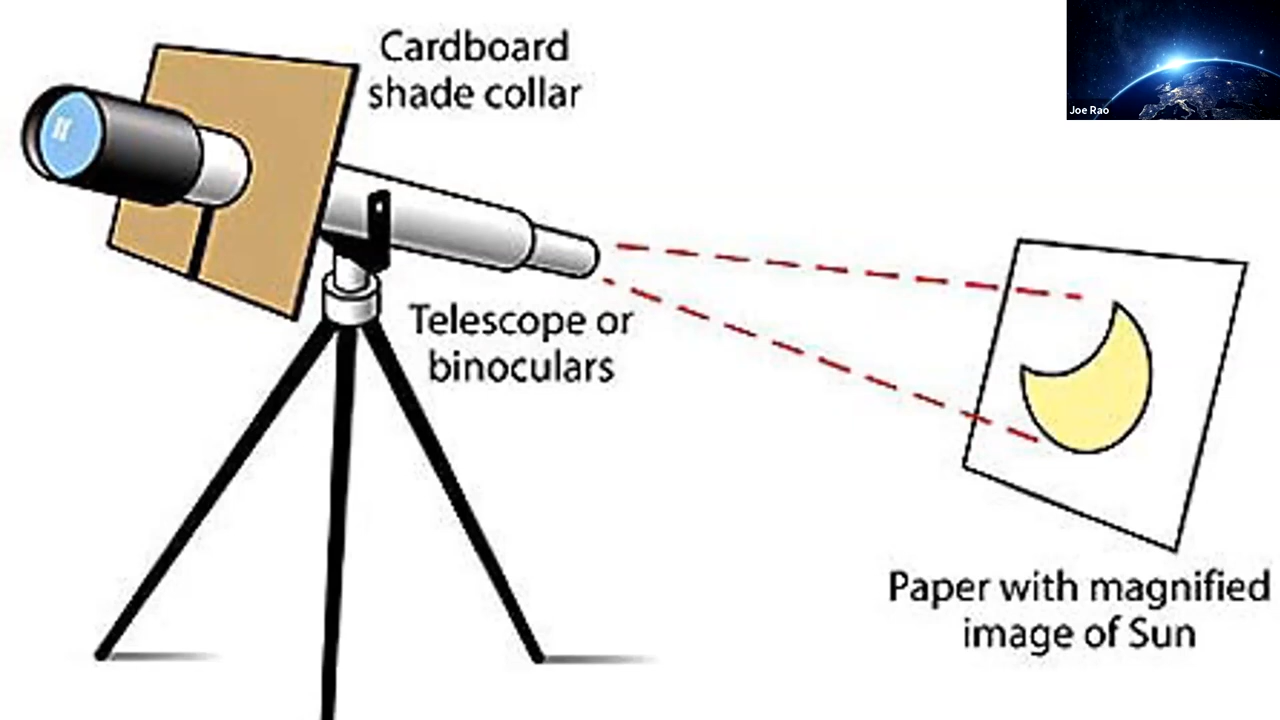 Cardboard
shade collar
Joe Rao
Telescope or
binoculars
Paper with magnified
image of Sun